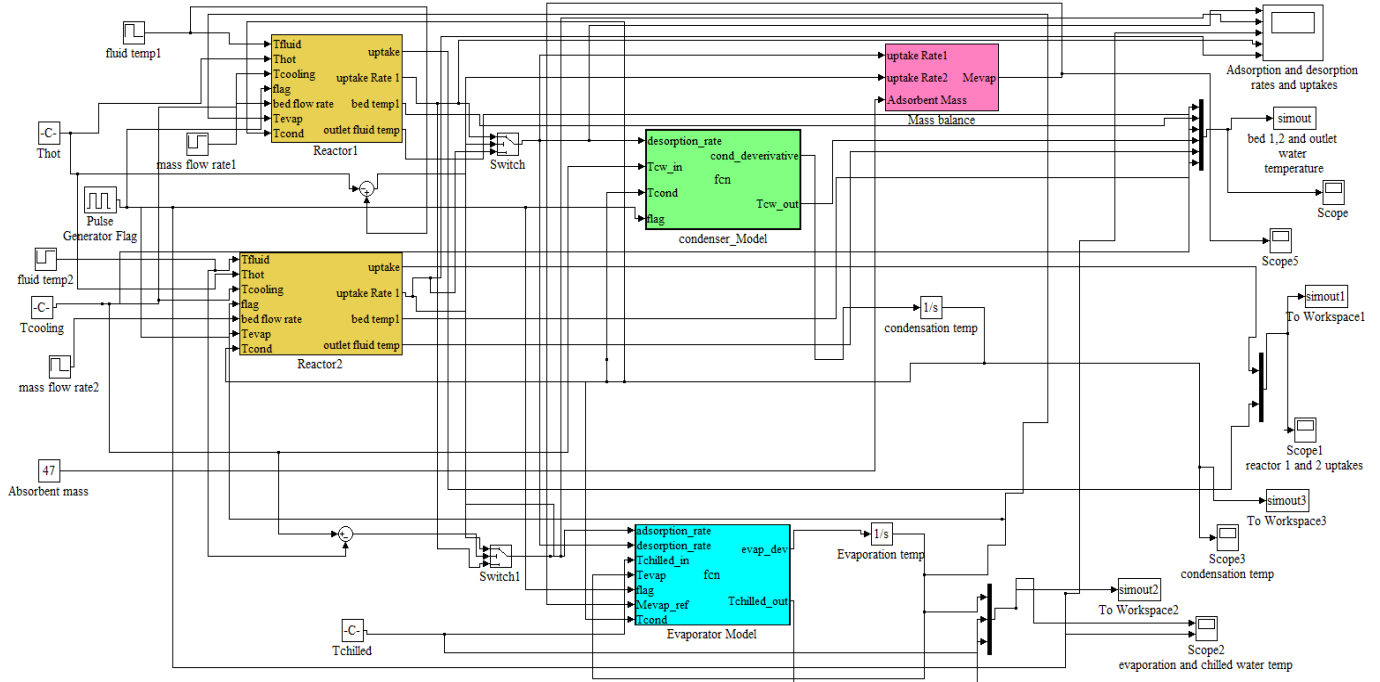 fluid temp1
-C-
Thot
mass flow rate1
Pulse
Generator Flag
fluid temp2
-C-
Tcooling
mass flow rate2
47
Absorbent mass
Tfluid
Thot
Tcooling
flag
bed flow rate
Tevap
Tcond
uptake
uptake Rate 1
bed temp1
outlet fluid temp
Reactor1
Switch
Tfluid
Thot
Tcooling
flag
bed flow rate
Tevap
Tcond
uptake
uptake Rate 1
bed temp1
outlet fluid temp
Reactor2
uptake Rate1
uptake Rate2
Adsorbent Mass
Mevap
Mass balance
desorption_rate
Tcw_in
Tcond
flag
fcn
cond_deverivative
Tcw_out
condenser_Model
1/s
condensation temp
Adsorption and desorption
rates and uptakes
simout
bed 1,2 and outlet
water
temperature
Scope
Scope5
simout1
To Workspace1
Scope1
reactor 1 and 2 uptakes
simout3
To Workspace3
Scope3
condensation temp
Switch1
adsorption_rate
desorption_rate
Tchilled_in
Tevap
flag
Mevap_ref
Tcond
fcn
evap_dev
Tchilled_out
Evaporator Model
1/s
Evaporation temp
-C-
Tchilled
simout2
To Workspace2
Scope2
evaporation and chilled water temp